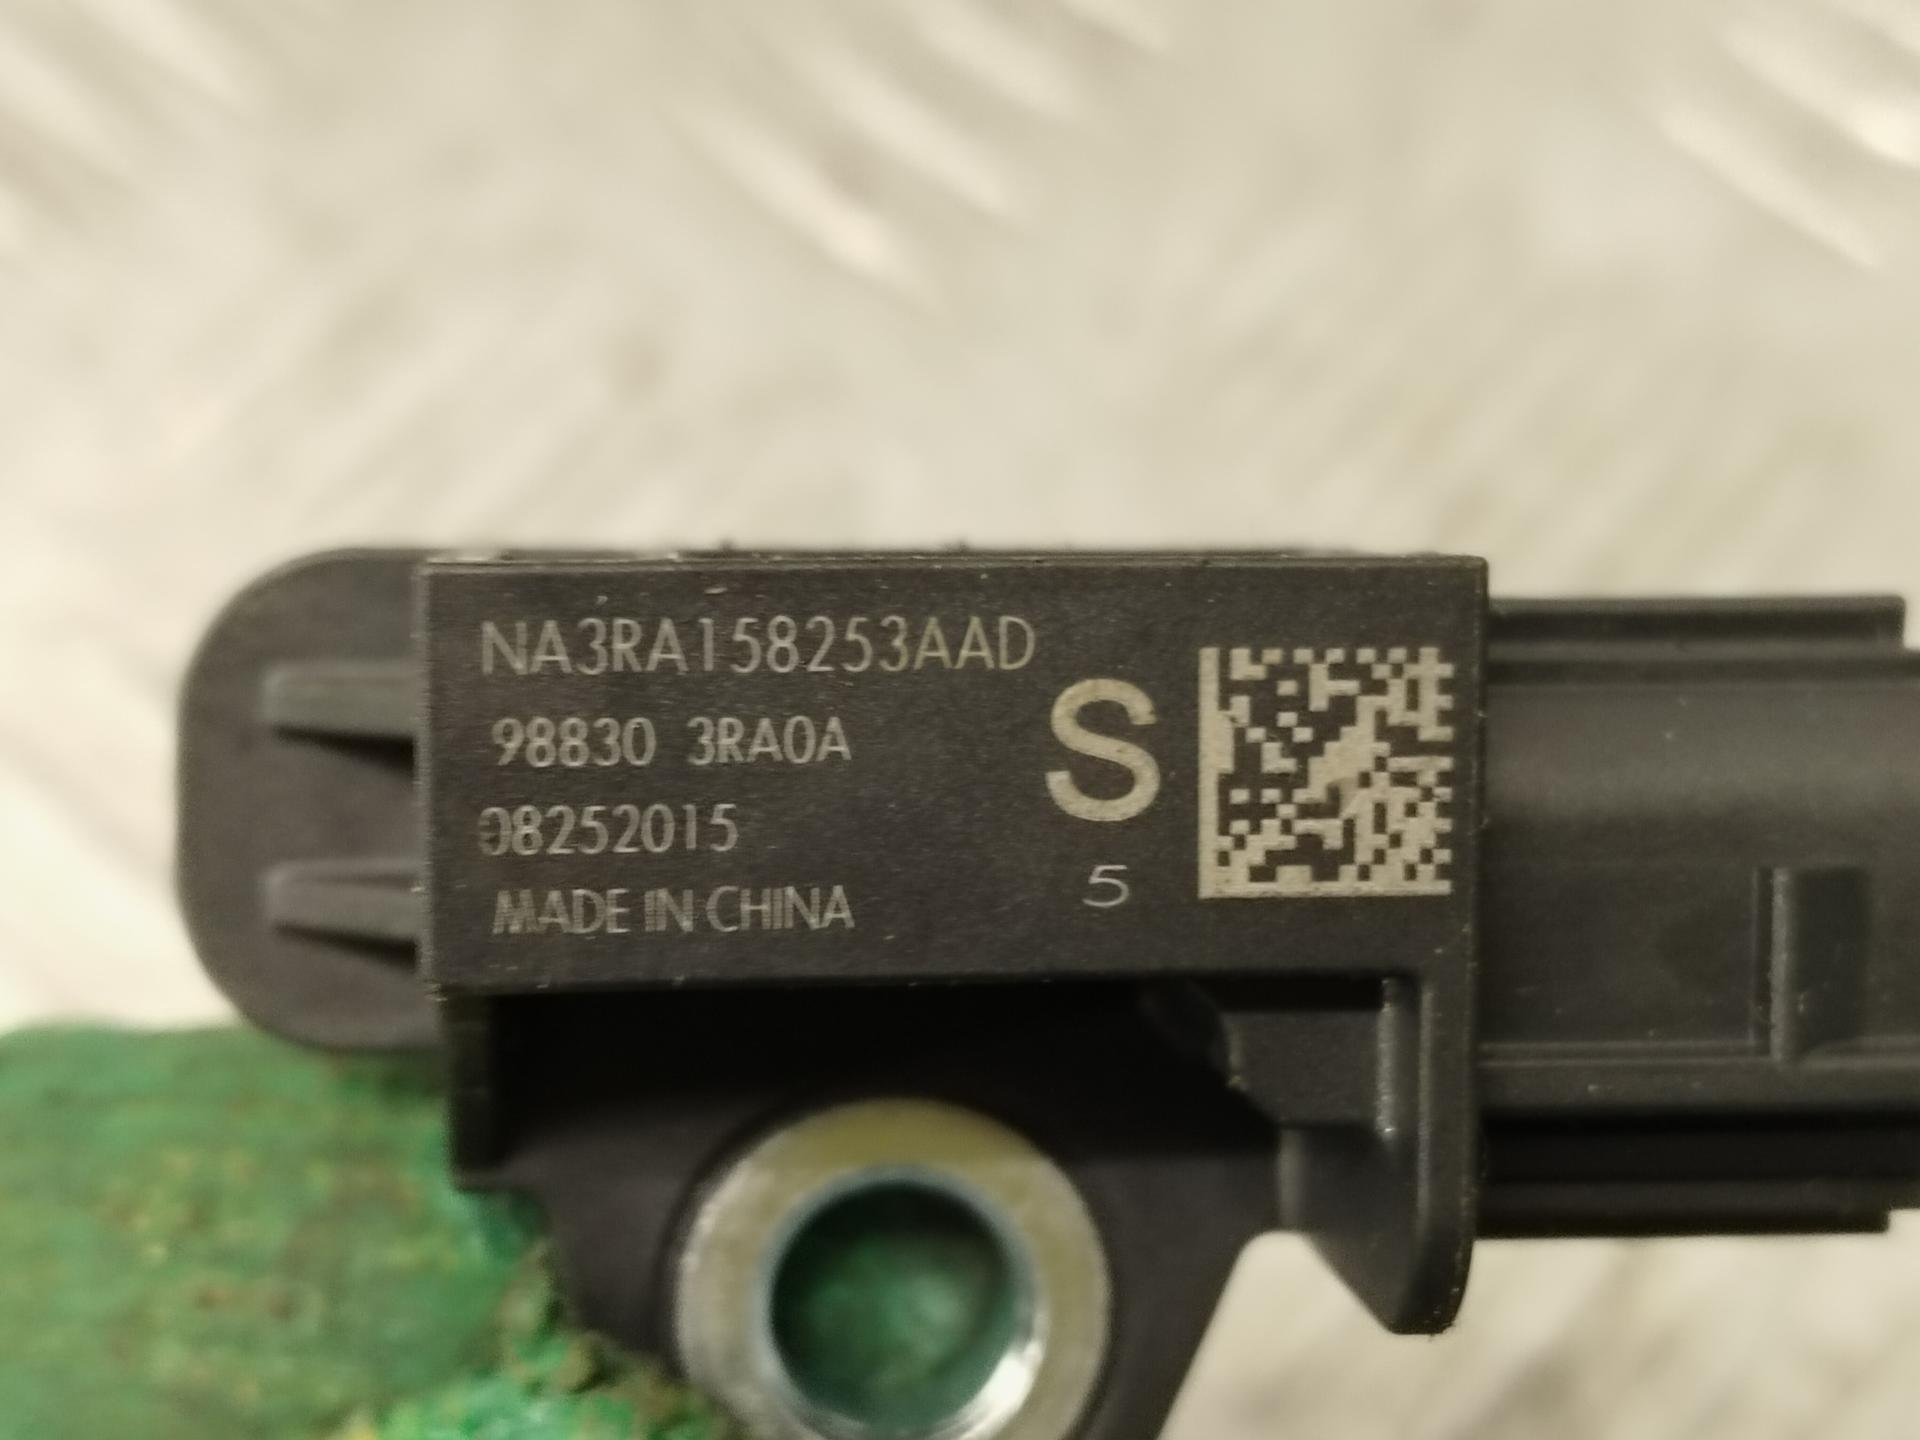 NA3RA158253AAD
98830 3RA0A
08252015
MADE IN CHINA
S
5